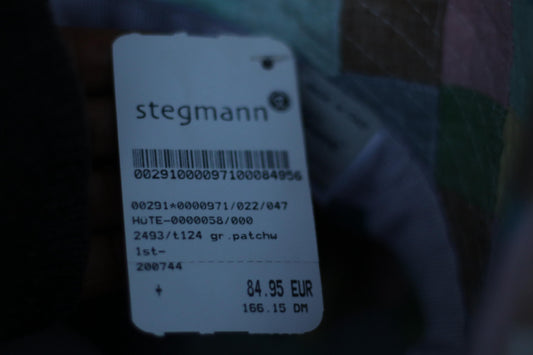 stegmann
00291000097100084956
00291*0000971/022/047
HüTE-0000058/000
2493/t124 gr.patchw
1st-
200744
84.95 EUR
166.15 DM